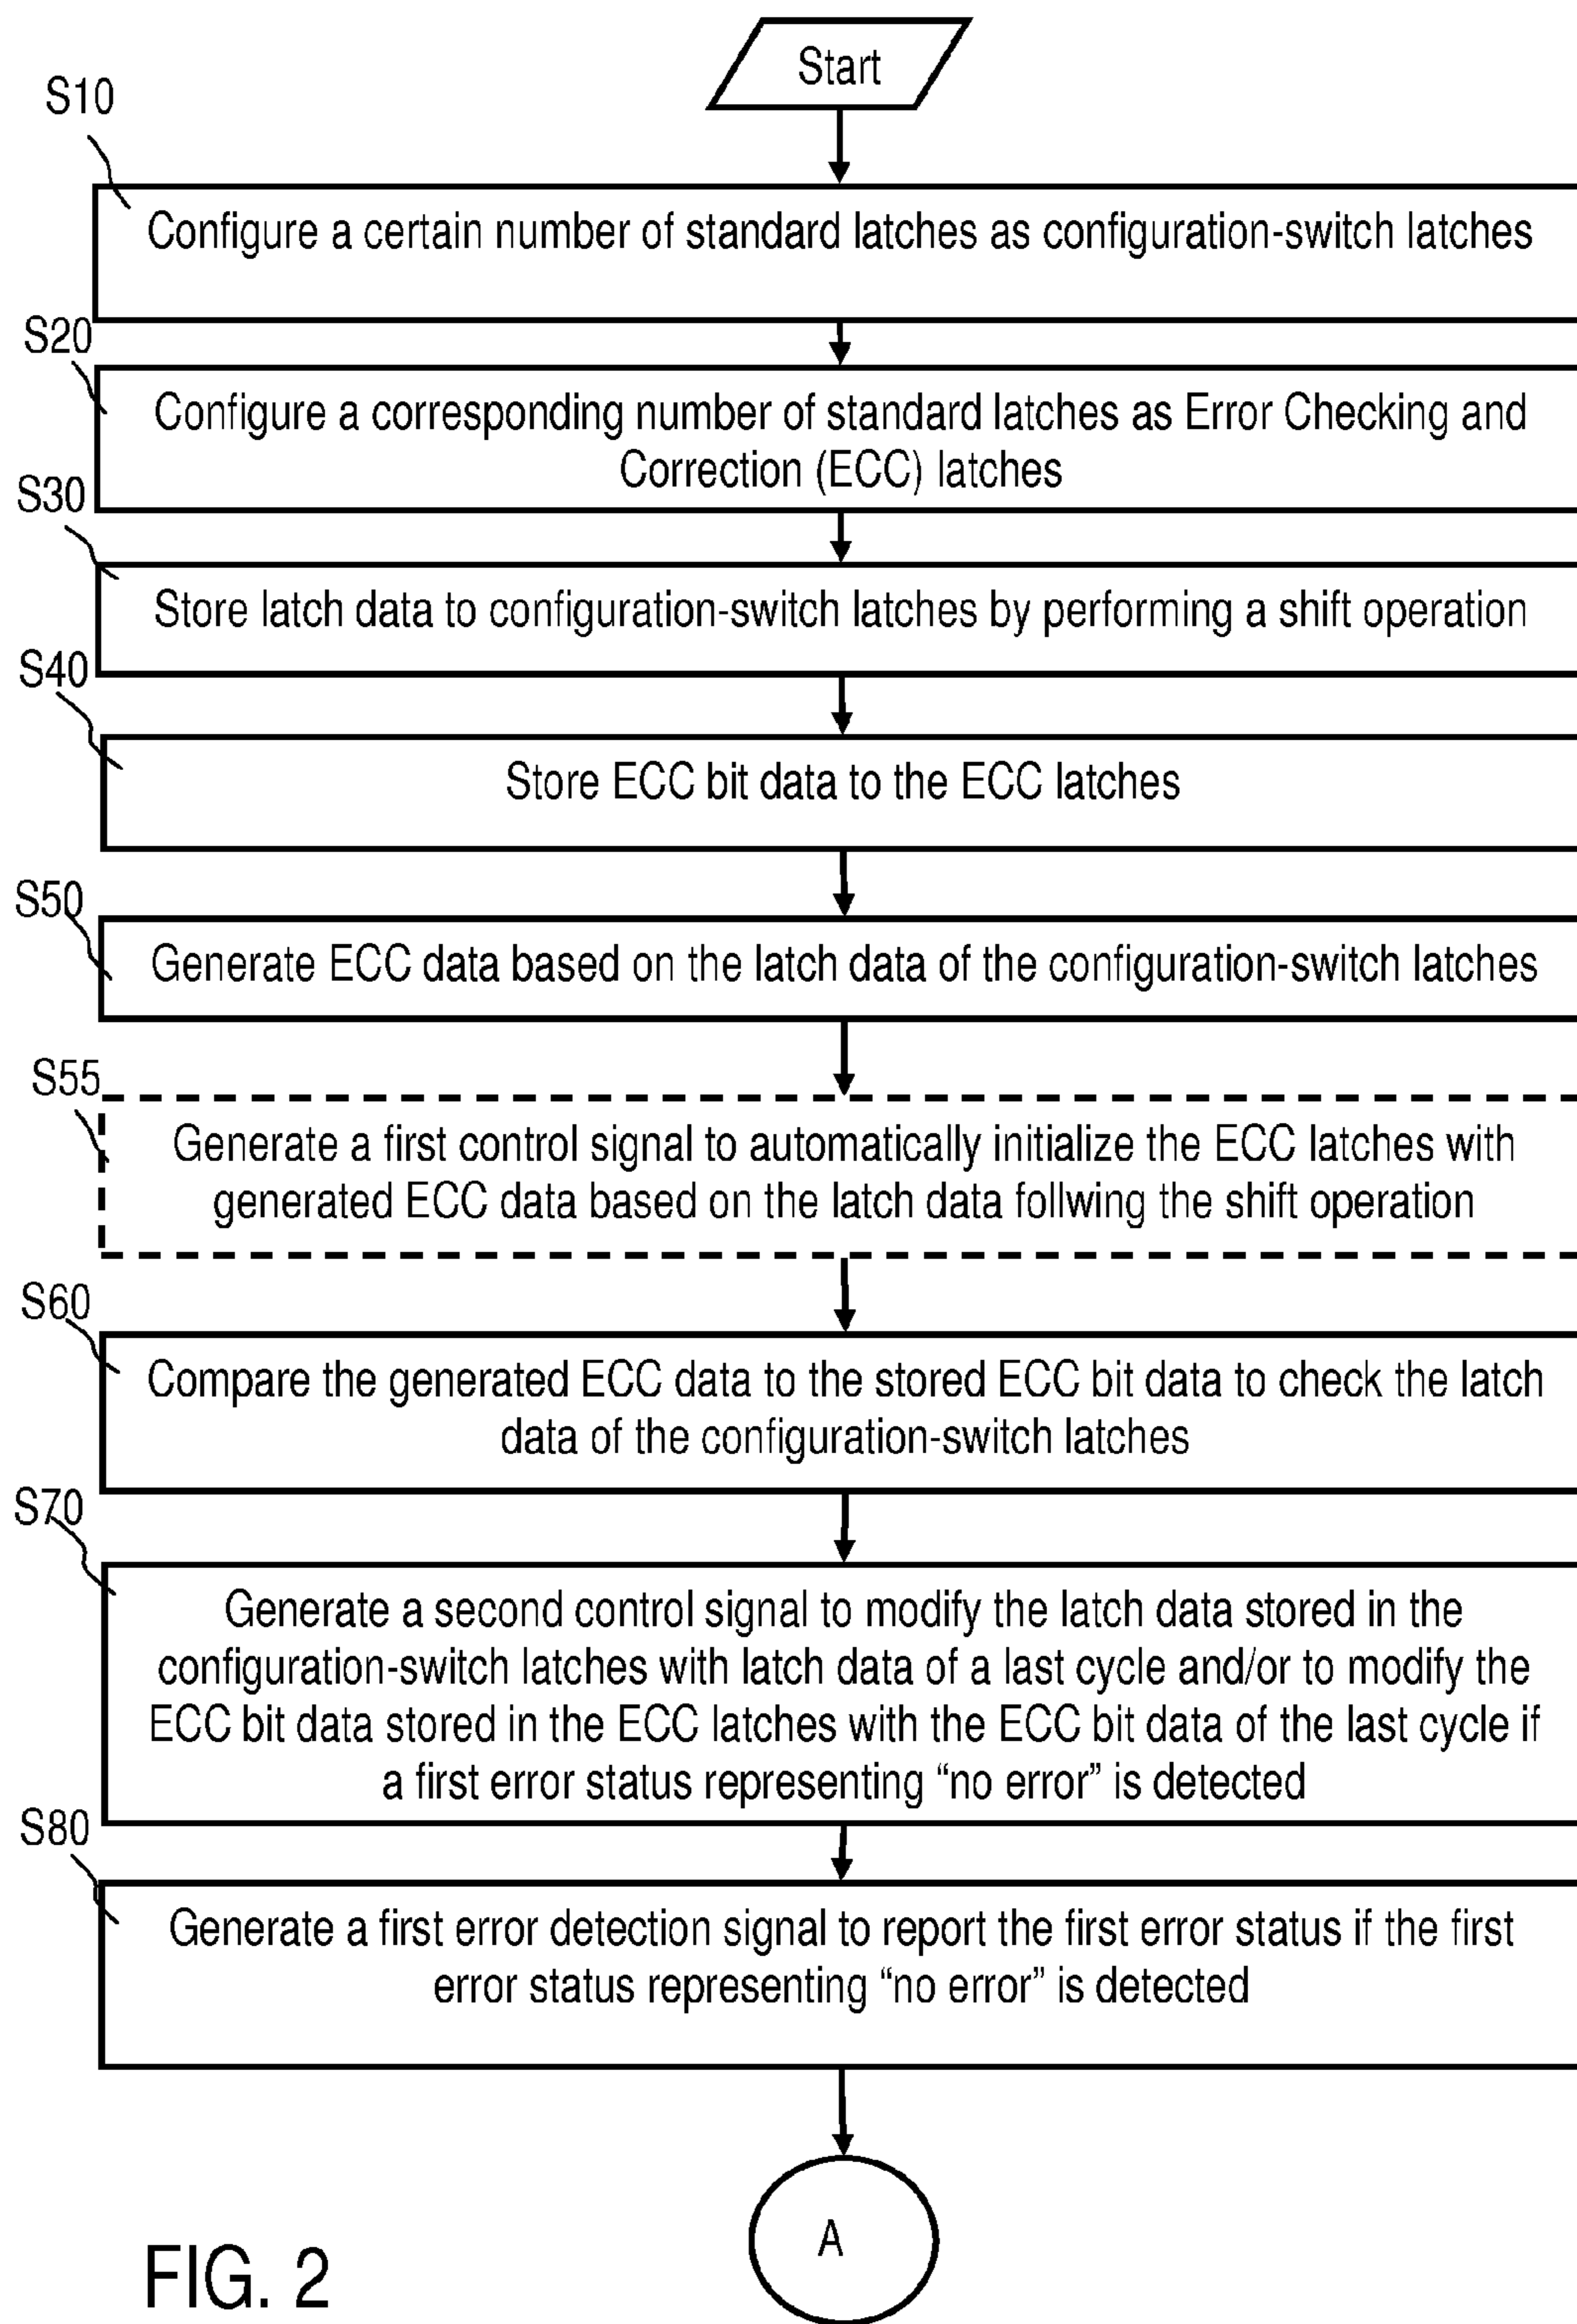 Start
S10
Configure a certain number of standard latches as configuration-switch latches
S20
Configure a corresponding number of standard latches as Error Checking and
Correction (ECC) latches
S30
Store latch data to configuration-switch latches by performing a shift operation
S40
Store ECC bit data to the ECC latches
S50
Generate ECC data based on the latch data of the configuration-switch latches
S55
Generate a first control signal to automatically initialize the ECC latches with
generated ECC data based on the latch data follwing the shift operation
S60
Compare the generated ECC data to the stored ECC bit data to check the latch
data of the configuration-switch latches
S70
Generate a second control signal to modify the latch data stored in the
configuration-switch latches with latch data of a last cycle and/or to modify the
ECC bit data stored in the ECC latches with the ECC bit data of the last cycle if
a first error status representing “no error” is detected
S80
Generate a first error detection signal to report the first error status if the first
error status representing “no error” is detected
A
FIG. 2